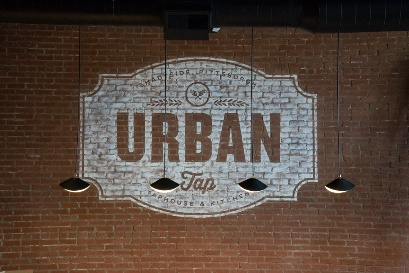 SHADYSIDE, PITTSBURGH
URBAN
Tap
TAPHOUSE & KITCHEN